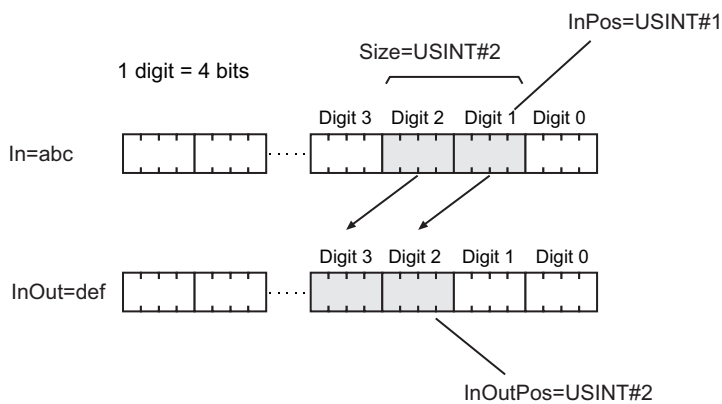 InPos=USINT#1
Size=USINT#2
1 digit = 4 bits
Digit 3 Digit 2 Digit 1 Digit 0
In=abc
Digit 3 Digit 2 Digit 1 Digit 0
InOut=def
InOutPos=USINT#2